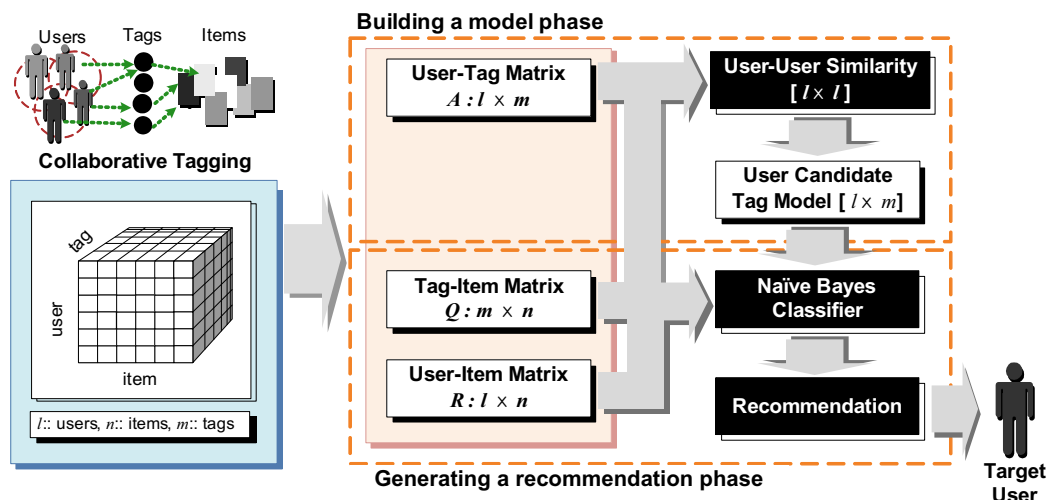 Building a model phase
Users
Tags
Items
Collaborative Tagging
tag
user
item
l:: users, n:: items, m:: tags
User-Tag Matrix
A : l × m
User-User Similarity
[ l × l ]
User Candidate
Tag Model [ l × m]
Tag-Item Matrix
Q : m × n
Naïve Bayes
Classifier
User-Item Matrix
R : l × n
Recommendation
Target
User
Generating a recommendation phase